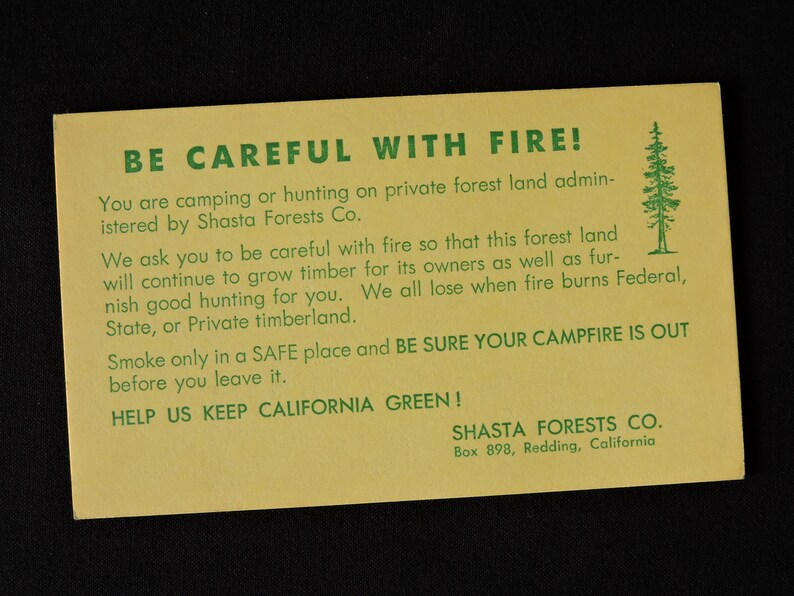 BE CAREFUL WITH FIRE!
You are camping or hunting on private forest land admin-
istered by Shasta Forests Co.
We ask you to be careful with fire so that this forest land
will continue to grow timber for its owners as well as fur-
nish good hunting for you. We all lose when fire burns Federal,
State, or Private timberland.
Smoke only in a SAFE place and BE SURE YOUR CAMPFIRE IS OUT
before you leave it.
HELP US KEEP CALIFORNIA GREEN!
SHASTA FORESTS CO.
Box 898, Redding, California